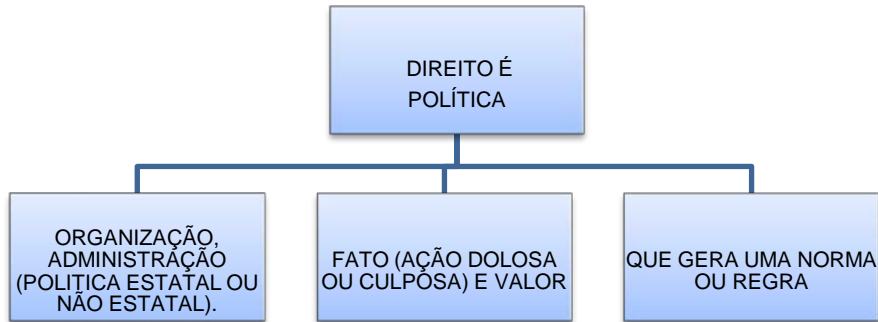 DIREITO É
POLÍTICA
ORGANIZAÇÃO,
ADMINISTRAÇÃO
(POLITICA ESTATAL OU
NÃO ESTATAL).
FATO (AÇÃO DOLOSA
OU CULPOSA) E VALOR
QUE GERA UMA NORMA
OU REGRA